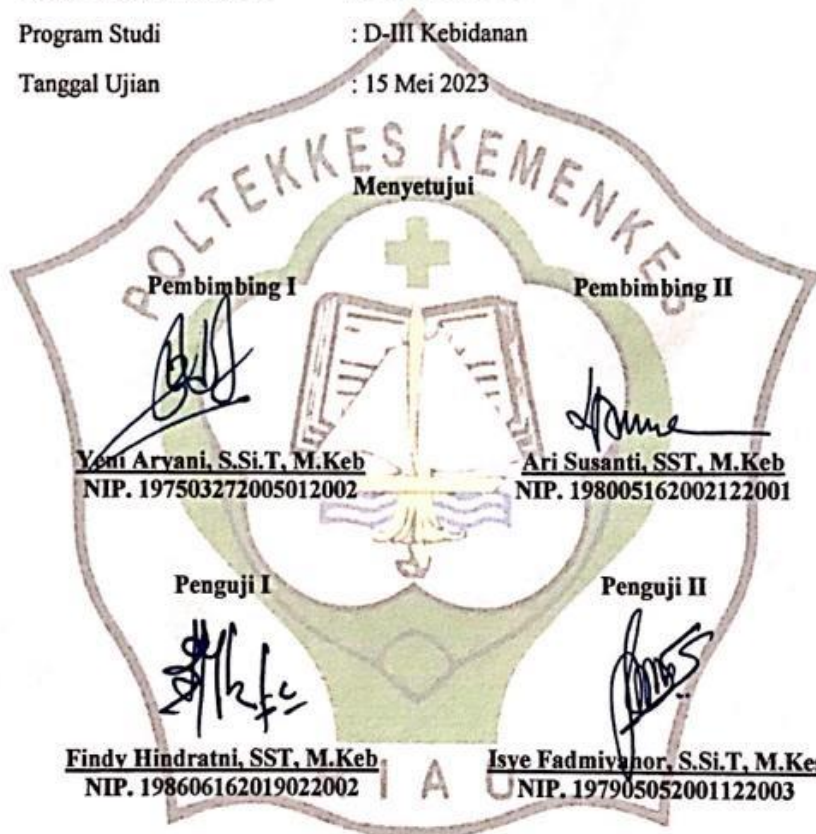 Program Studi : D-III Kebidanan
Tanggal Ujian : 15 Mei 2023
POLTEKKES KEMENKES
Menyetujui
Pembimbing I Pembimbing II
Yeni Aryani, S.Si.T, M.Keb Ari Susanti, SST, M.Keb
NIP. 197503272005012002 NIP. 198005162002122001
Penguji I Penguji II
Findy Hindratni, SST, M.Keb Isye Fadmiyanor, S.Si.T, M.Kes
NIP. 198606162019022002 NIP. 197905052001122003
IAU